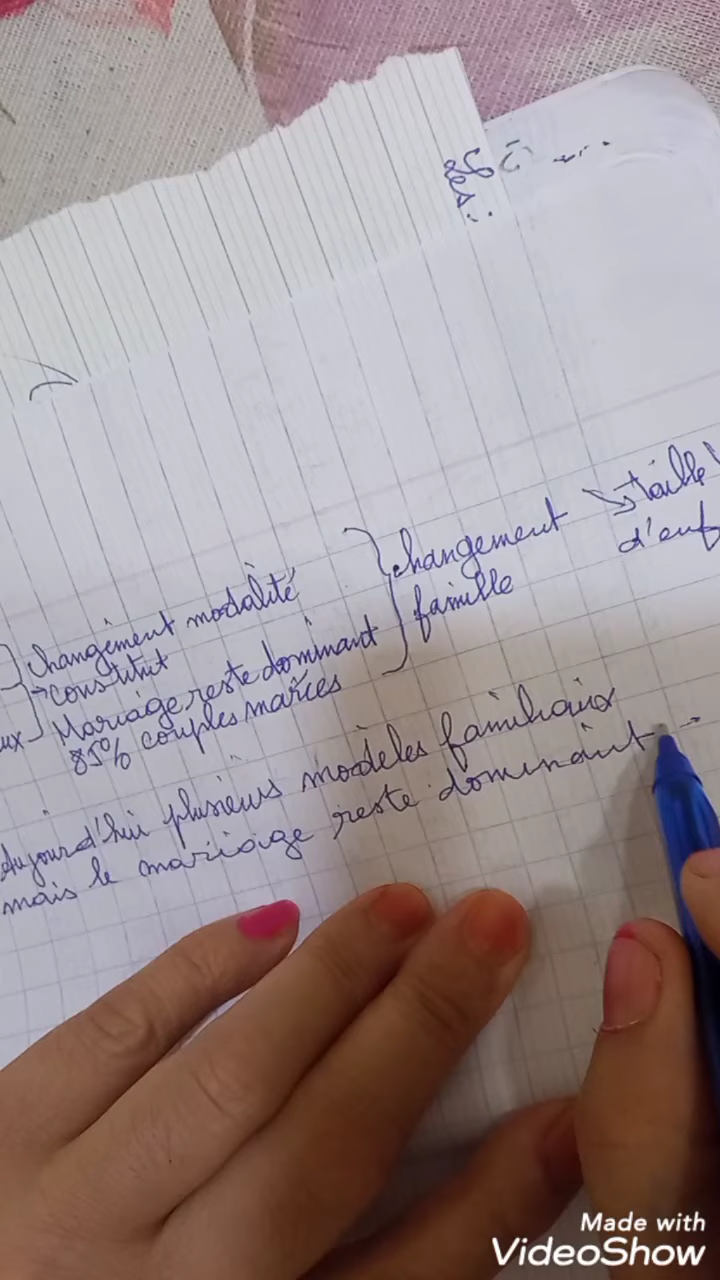 changement → taille
d'enf
changement modalité
famille
→ constitut
Mariage reste dominant
ux
85% couples mariés
Aujourd'hui plusieurs modèles familiaux
mais le mariage reste dominant
Made with
VideoShow